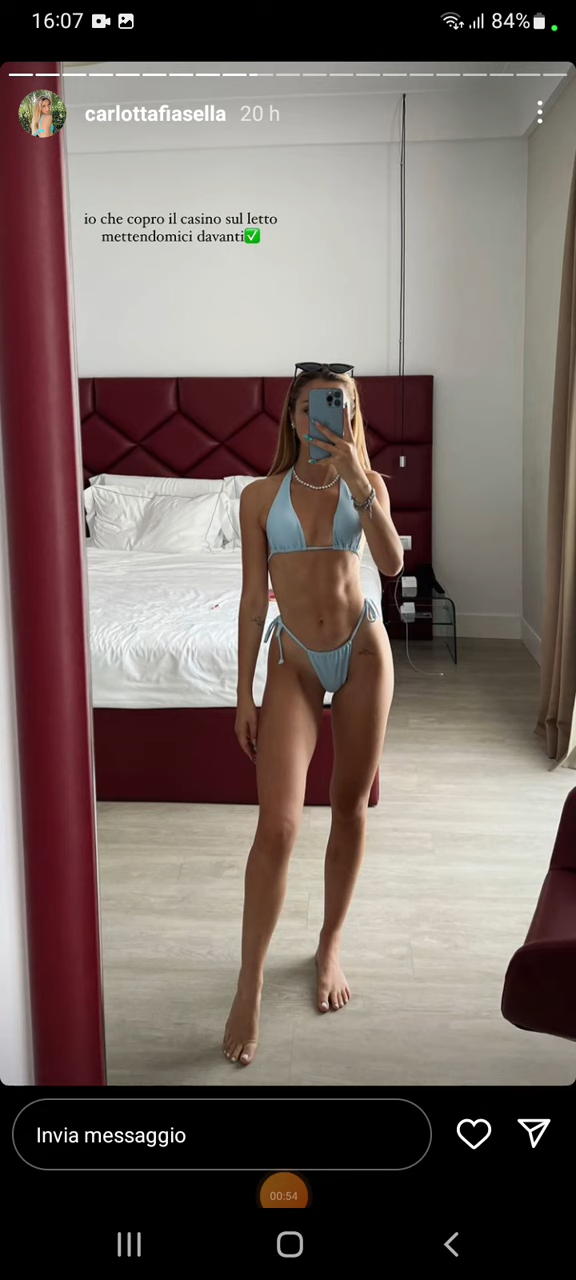 16:07
84%
carlottafiasella 20 h
io che copro il casino sul letto
mettendomici davanti✅
Invia messaggio
00:54